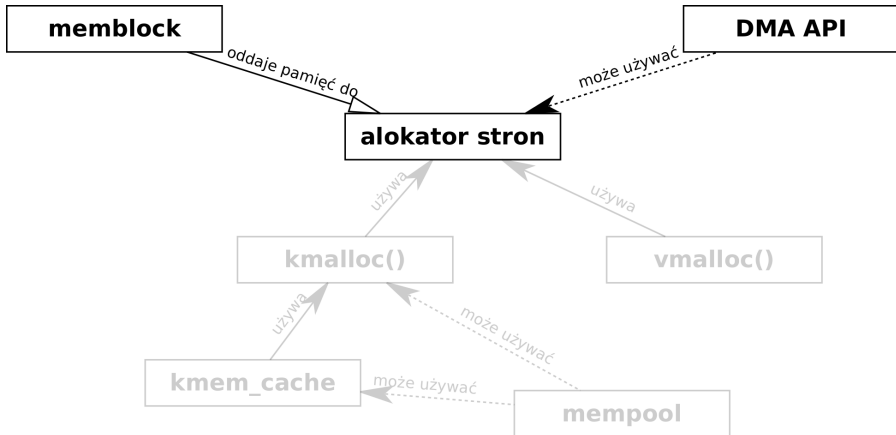 memblock
DMA API
oddaje pamięć do
może używać
alokator stron
używa
używa
kmalloc()
vmalloc()
używa
może używać
kmem_cache
może używać
mempool